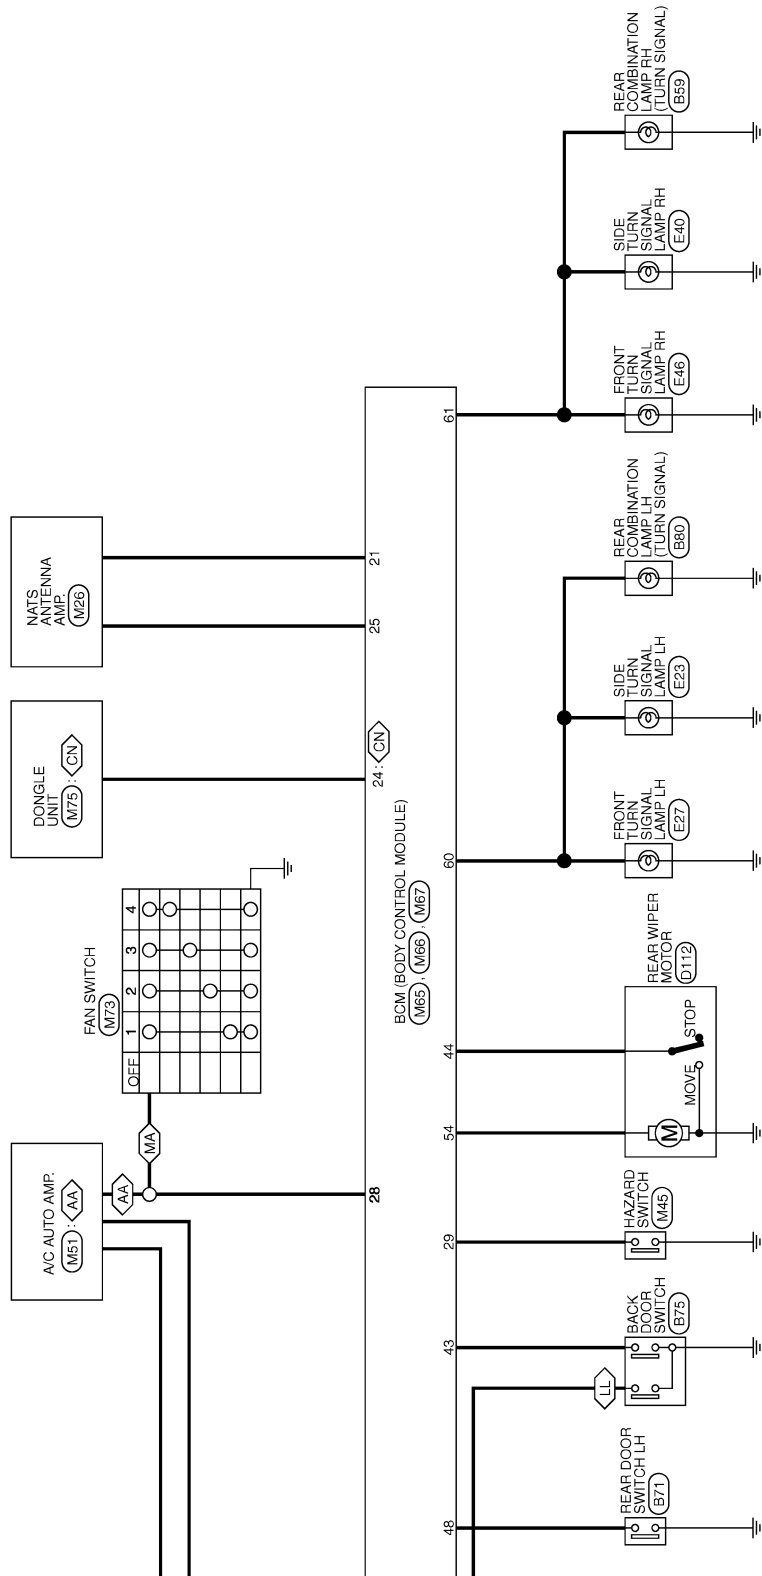 REAR
COMBINATION
LAMP RH
(TURN SIGNAL)
B59
SIDE
TURN
SIGNAL
LAMP RH
E40
FRONT
TURN
SIGNAL
LAMP RH
E46
61
REAR
COMBINATION
LAMP LH
(TURN SIGNAL)
B80
NATS
ANTENNA
AMP.
M26
21
25
SIDE
TURN
SIGNAL
LAMP LH
E23
DONGLE
UNIT
M75 : CN
24: CN
FRONT
TURN
SIGNAL
LAMP LH
E27
60
BCM (BODY CONTROL MODULE)
M65 , M66 , M67
FAN SWITCH
M73
OFF 1 2 3 4
MA
REAR WIPER
MOTOR
D112
44
54
STOP
MOVE
M
A/C AUTO AMP.
M51 : AA
AA
28
HAZARD
SWITCH
M45
29
BACK
DOOR
SWITCH
B75
43
LL
REAR DOOR
SWITCH LH
B71
48